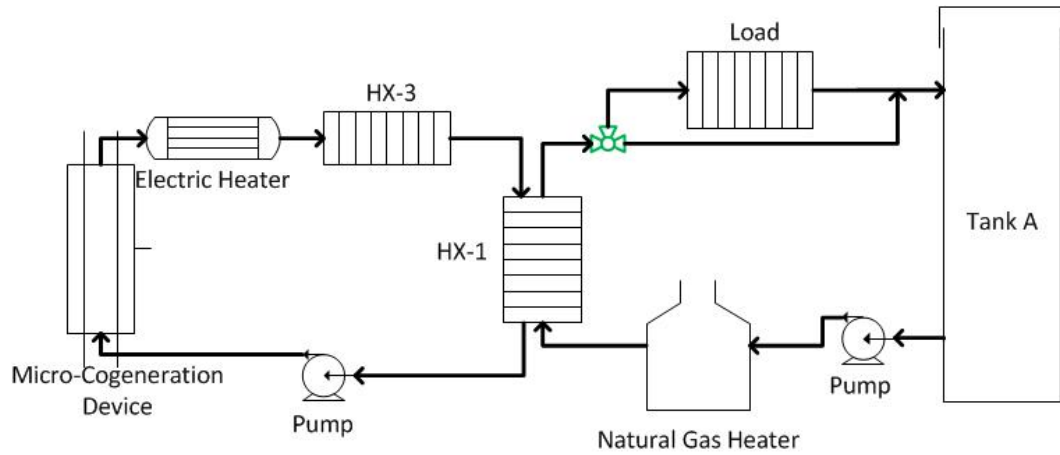 Load
HX-3
Electric Heater
Tank A
HX-1
Micro-Cogeneration
Device
Pump
Pump
Natural Gas Heater